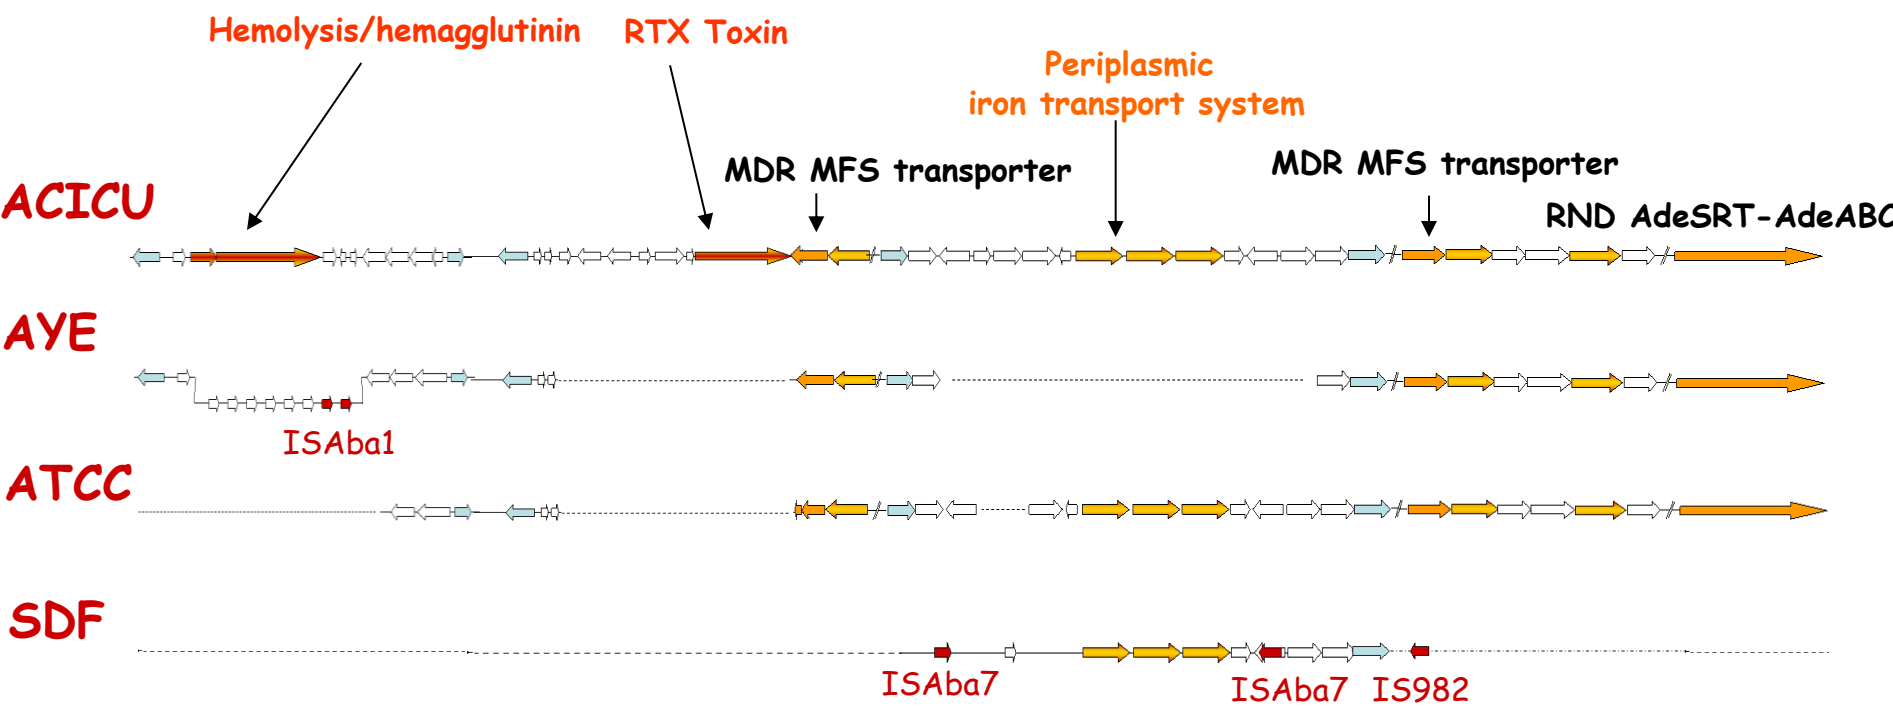 Hemolysis/hemagglutinin
RTX Toxin
Periplasmic
iron transport system
MDR MFS transporter
MDR MFS transporter
ACICU
RND AdeSRT-AdeABC
AYE
ISAba1
ATCC
SDF
ISAba7
ISAba7
IS982